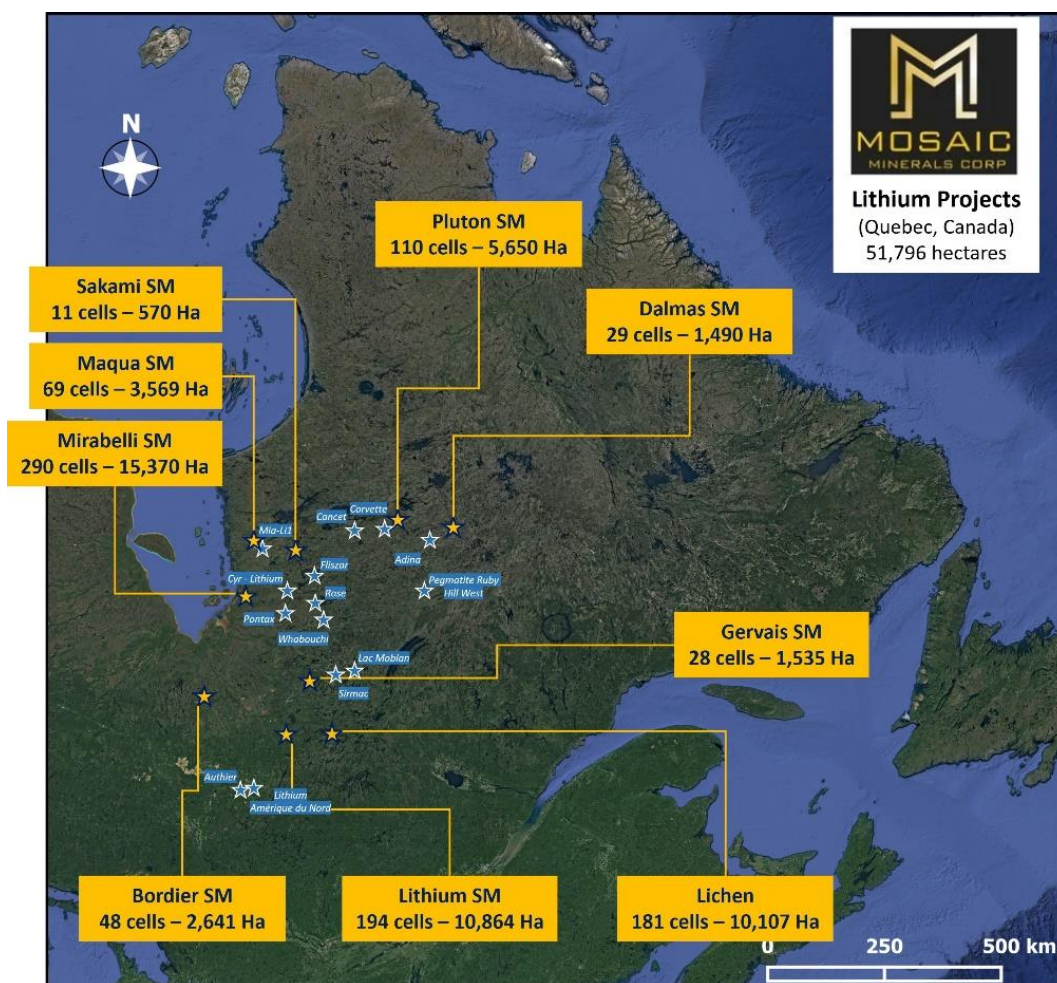 MOSAIC
MINERALS CORP
Lithium Projects
(Quebec, Canada)
51,796 hectares
N
Pluton SM
110 cells – 5,650 Ha
Sakami SM
11 cells – 570 Ha
Dalmas SM
29 cells – 1,490 Ha
Maqua SM
69 cells – 3,569 Ha
Mirabelli SM
290 cells – 15,370 Ha
Corvette
Cancet
Mia-Li1
Adina
Fliszar
Cyr - Lithium
Pegmatite Ruby
Hill West
Rose
Pontax
Whabouchi
Gervais SM
28 cells – 1,535 Ha
Lac Mobian
Sirmac
Authier
Lithium
Amérique du Nord
Bordier SM
48 cells – 2,641 Ha
Lithium SM
194 cells – 10,864 Ha
Lichen
181 cells – 10,107 Ha
0 250 500 km